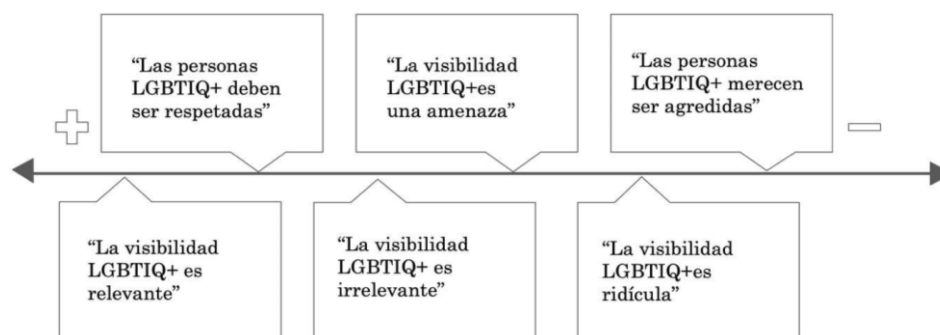 “Las personas
LGBTIQ+ deben
ser respetadas”
“La visibilidad
LGBTIQ+es
una amenaza”
“Las personas
LGBTIQ+ merecen
ser agredidas”
“La visibilidad
LGBTIQ+ es
relevante”
“La visibilidad
LGBTIQ+ es
irrelevante”
“La visibilidad
LGBTIQ+es
ridícula”